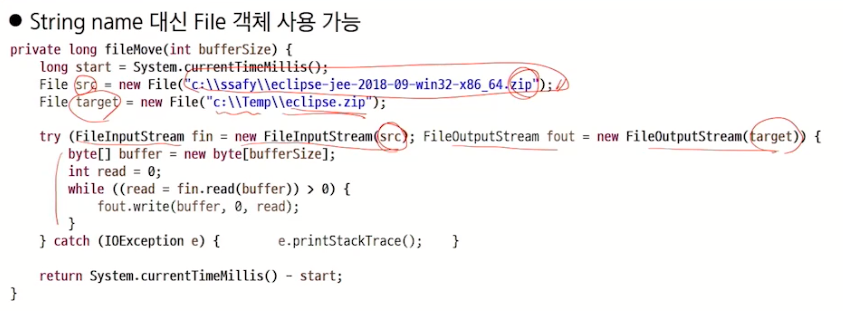 ● String name 대신 File 객체 사용 가능
private long fileMove(int bufferSize) {
    long start = System.currentTimeMillis();
    File src = new File("c:\\ssafy\\eclipse-jee-2018-09-win32-x86_64.zip");
    File target = new File("c:\\Temp\\eclipse.zip");

    try (FileInputStream fin = new FileInputStream(src); FileOutputStream fout = new FileOutputStream(target)) {
        byte[] buffer = new byte[bufferSize];
        int read = 0;
        while ((read = fin.read(buffer)) > 0) {
            fout.write(buffer, 0, read);
        }
    } catch (IOException e) {        e.printStackTrace();    }

    return System.currentTimeMillis() - start;
}